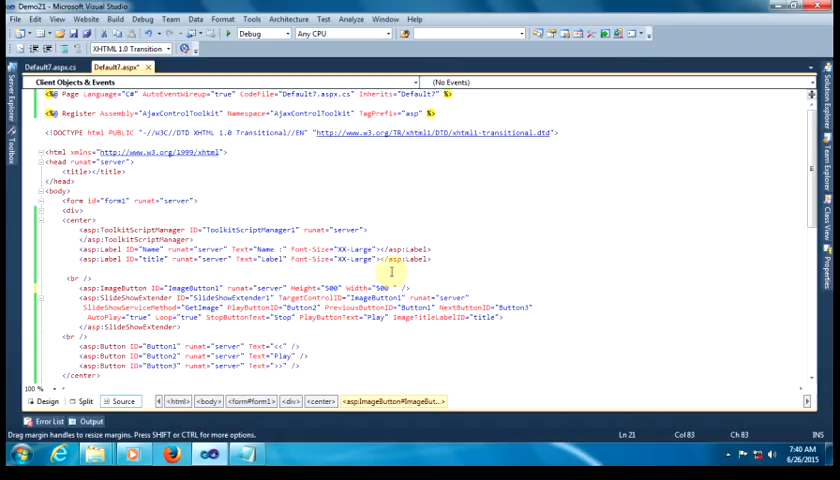 Demo21 - Microsoft Visual Studio
File Edit View Website Build Debug Team Data Format Tools Architecture Test Analyze Window Help
Debug Any CPU
XHTML 1.0 Transition
Default7.aspx.cs Default7.aspx*
Client Objects & Events (No Events)
<%@ Page Language="C#" AutoEventWireup="true" CodeFile="Default7.aspx.cs" Inherits="Default7" %>
<%@ Register Assembly="AjaxControlToolkit" Namespace="AjaxControlToolkit" TagPrefix="asp" %>
<!DOCTYPE html PUBLIC "-//W3C//DTD XHTML 1.0 Transitional//EN" "http://www.w3.org/TR/xhtml1/DTD/xhtml1-transitional.dtd">
<html xmlns="http://www.w3.org/1999/xhtml">
<head runat="server">
<title></title>
</head>
<body>
<form id="form1" runat="server">
<div>
<center>
<asp:ToolkitScriptManager ID="ToolkitScriptManager1" runat="server">
</asp:ToolkitScriptManager>
<asp:Label ID="Name" runat="server" Text="Name :" Font-Size="XX-Large"></asp:Label>
<asp:Label ID="title" runat="server" Text="Label" Font-Size="XX-Large"></asp:Label>
<br />
<asp:ImageButton ID="ImageButton1" runat="server" Height="500" Width="500 " />
<asp:SlideShowExtender ID="SlideShowExtender1" TargetControlID="ImageButton1" runat="server"
SlideShowServiceMethod="GetImage" PlayButtonID="Button2" PreviousButtonID="Button1" NextButtonID="Button3"
AutoPlay="true" Loop="true" StopButtonText="Stop" PlayButtonText="Play" ImageTitleLabelID="title">
</asp:SlideShowExtender>
<br />
<asp:Button ID="Button1" runat="server" Text="<<" />
<asp:Button ID="Button2" runat="server" Text="Play" />
<asp:Button ID="Button3" runat="server" Text=">>" />
</center>
100 %
Design Split Source <html> <body> <form#form1> <div> <center> <asp:ImageButton#ImageBut...>
Error List Output
Drag margin handles to resize margins. Press SHIFT or CTRL for more options. Ln 21 Col 83 Ch 83 INS
7:40 AM
6/26/2015
Server Explorer
Toolbox
Solution Explorer
Team Explorer
Class View
Properties